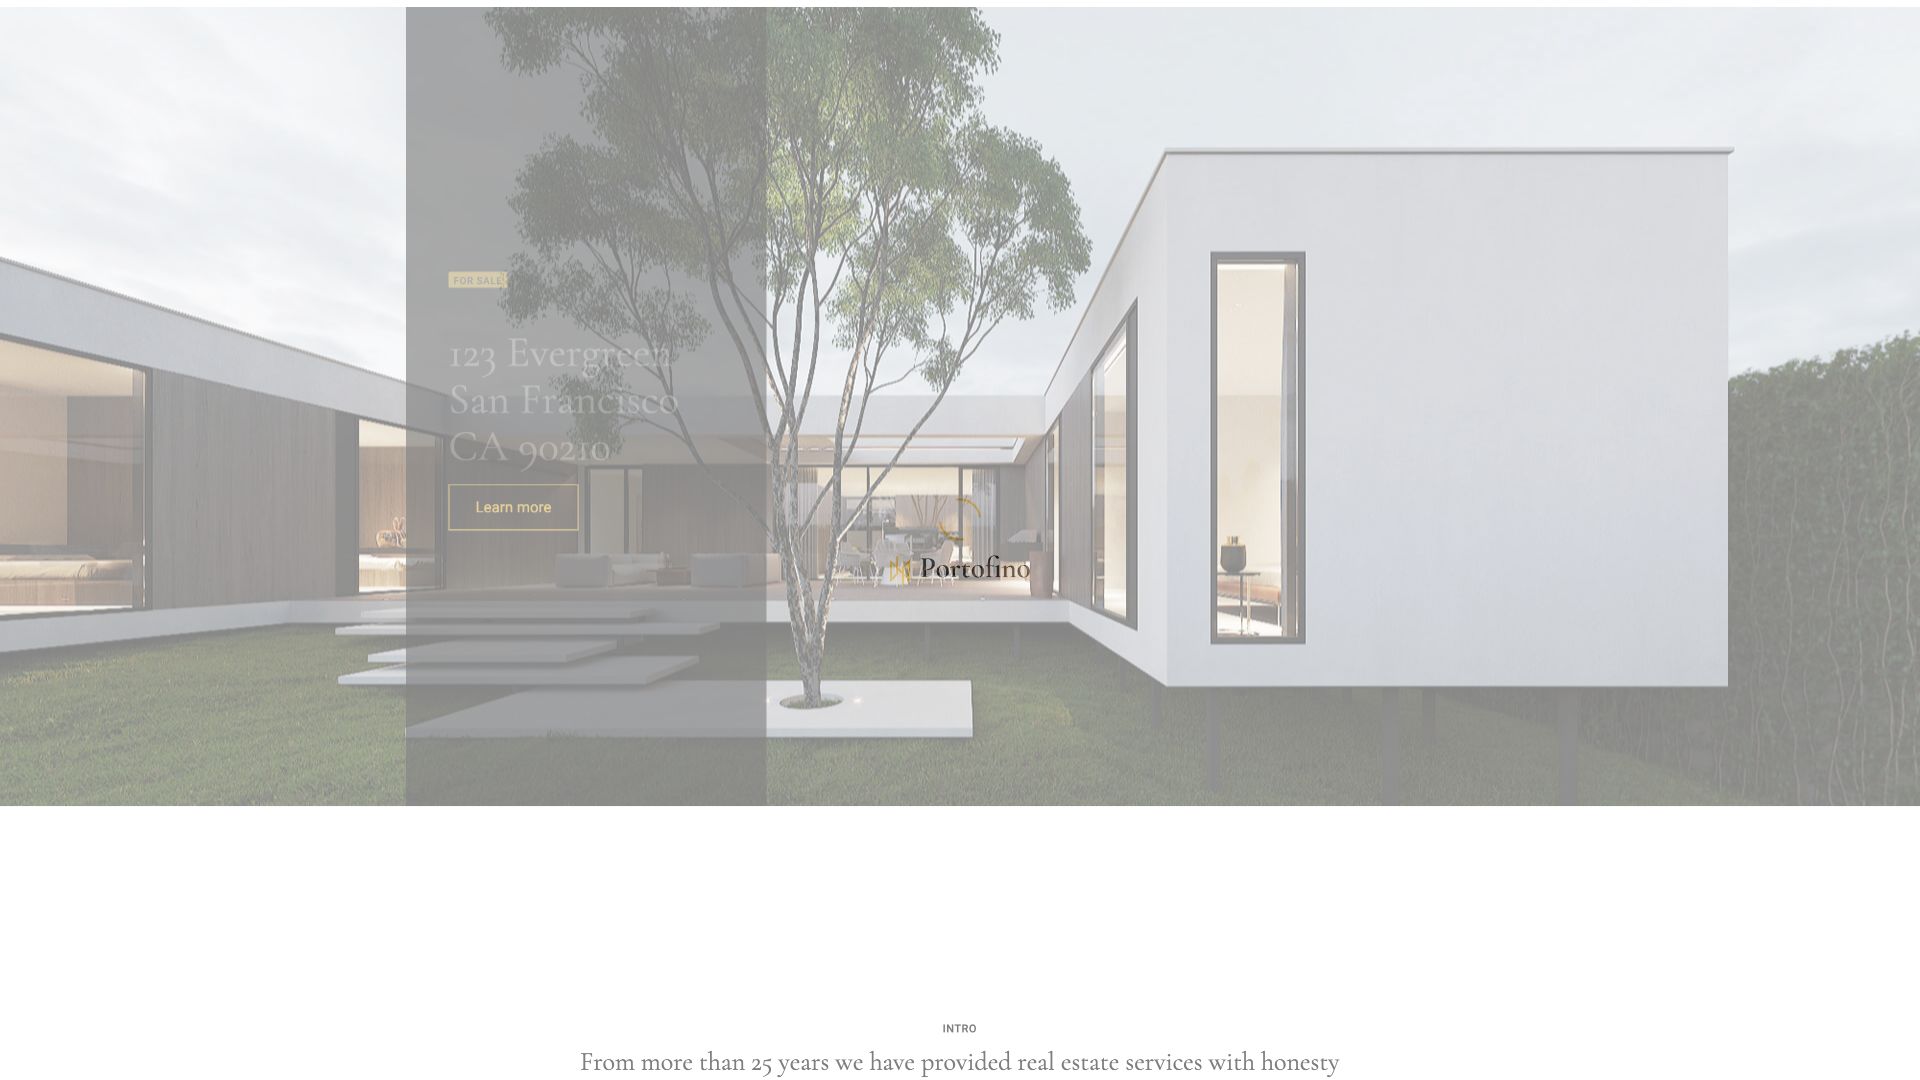 FOR SALE
123 Evergreen
San Francisco
CA 90210
Learn more
Portofino
INTRO
From more than 25 years we have provided real estate services with honesty